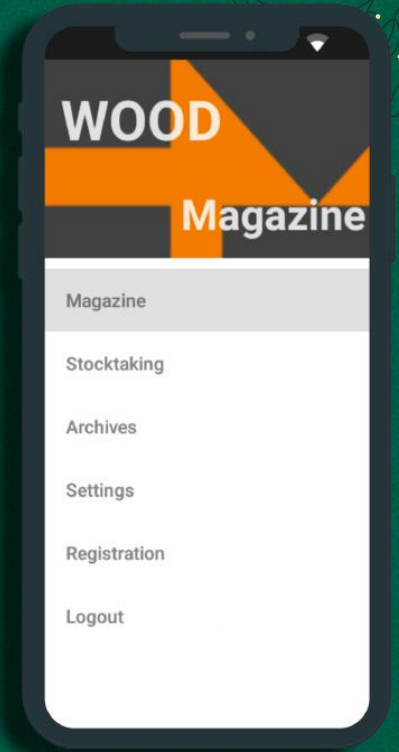 WOOD
Magazine
Magazine
Stocktaking
Archives
Settings
Registration
Logout